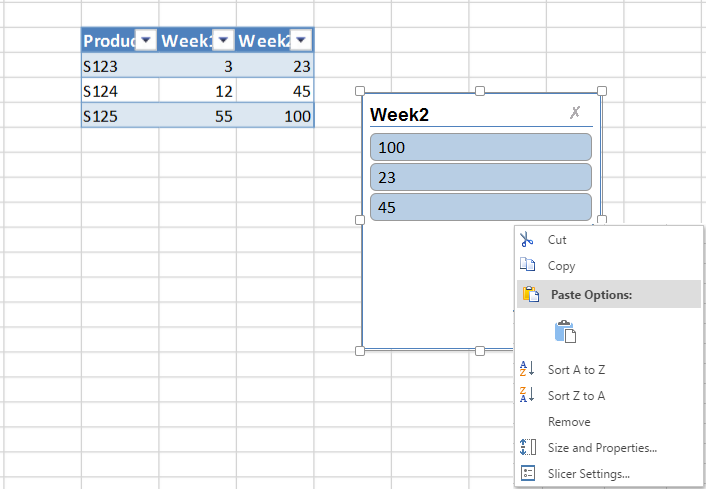 Produc Week1 Week2
S123 3 23
S124 12 45
S125 55 100
Week2
100
23
45
Cut
Copy
Paste Options:
Sort A to Z
Sort Z to A
Remove
Size and Properties...
Slicer Settings...